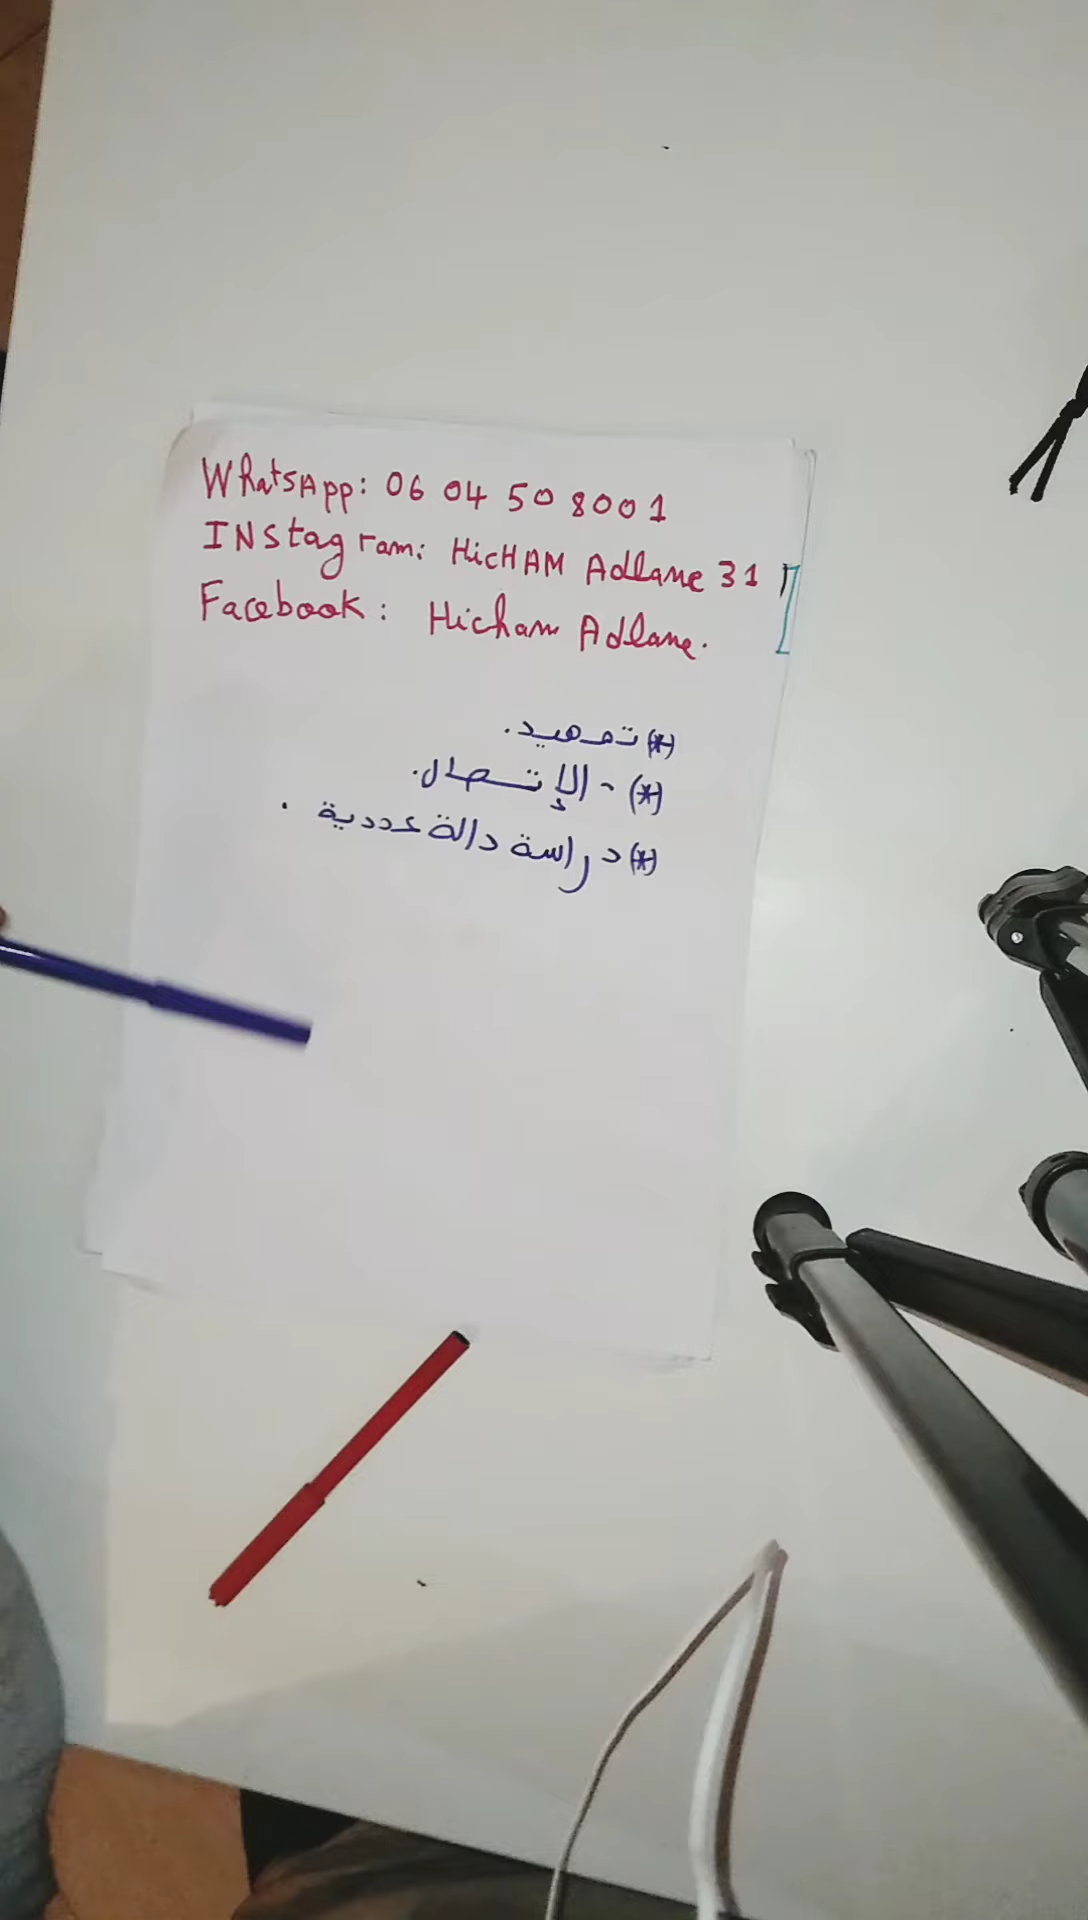 WhatsApp: 06 04 50 8001
INstagram: HicHAM Adlane 31
Facebook: Hicham Adlane.
(*) تمهيد.
(*) - الإتصال.
(*) دراسة دالة عددية.